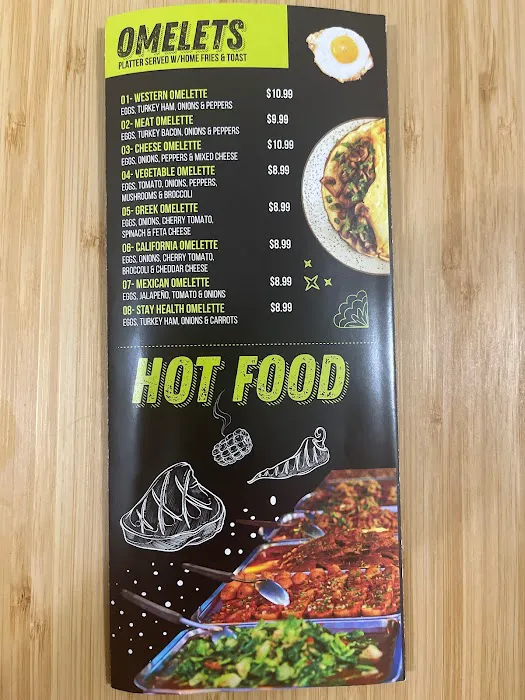 OMELETS
PLATTER SERVED W/HOME FRIES & TOAST
01- WESTERN OMELETTE $10.99
EGGS, TURKEY HAM, ONIONS & PEPPERS
02- MEAT OMELETTE $9.99
EGGS, TURKEY BACON, ONIONS & PEPPERS
03- CHEESE OMELETTE $10.99
EGGS, ONIONS, PEPPERS & MIXED CHEESE
04- VEGETABLE OMELETTE $8.99
EGGS, TOMATO, ONIONS, PEPPERS,
MUSHROOMS & BROCCOLI
05- GREEK OMELETTE $8.99
EGGS, ONIONS, CHERRY TOMATO,
SPINACH & FETA CHEESE
06- CALIFORNIA OMELETTE $8.99
EGGS, ONIONS, CHERRY TOMATO,
BROCCOLI & CHEDDAR CHEESE
07- MEXICAN OMELETTE $8.99
EGGS, JALAPEÑO, TOMATO & ONIONS
08- STAY HEALTH OMELETTE $8.99
EGGS, TURKEY HAM, ONIONS & CARROTS
HOT FOOD